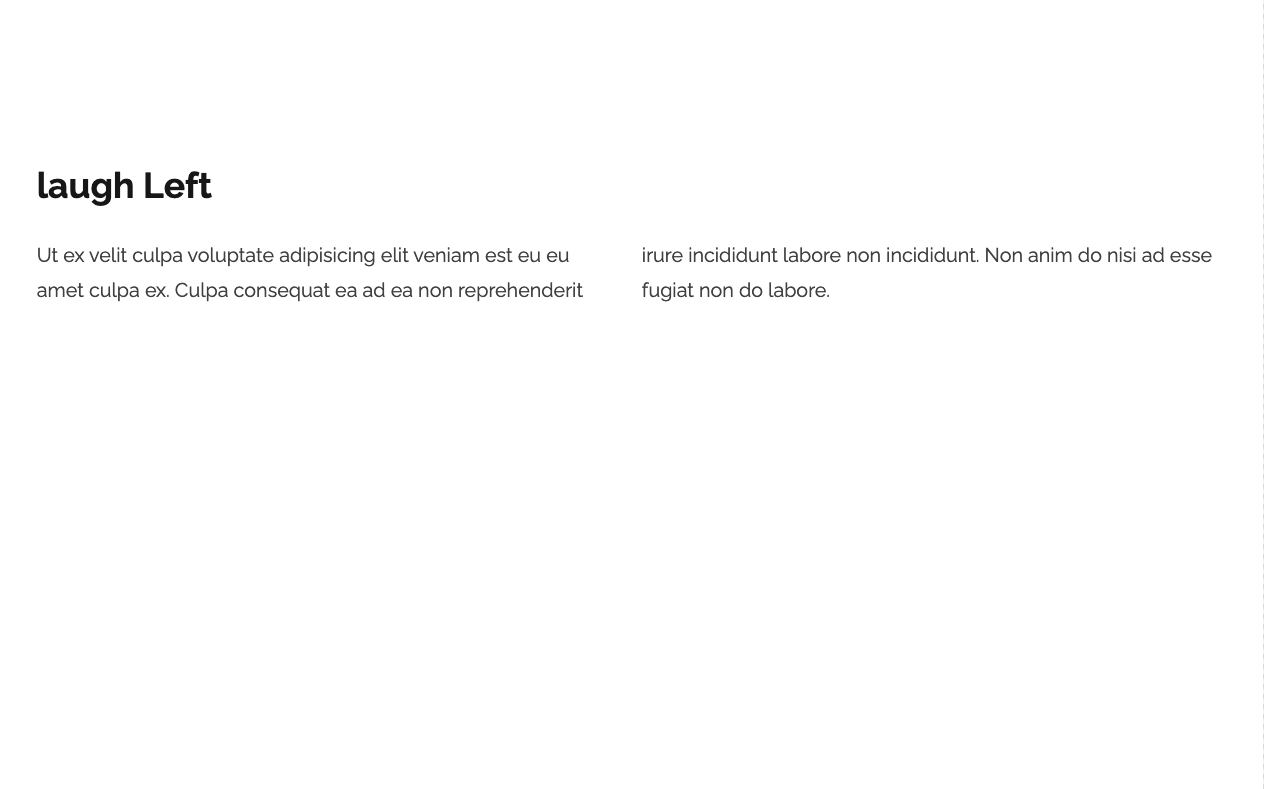 laugh Left
Ut ex velit culpa voluptate adipisicing elit veniam est eu eu
amet culpa ex. Culpa consequat ea ad ea non reprehenderit
irure incididunt labore non incididunt. Non anim do nisi ad esse
fugiat non do labore.